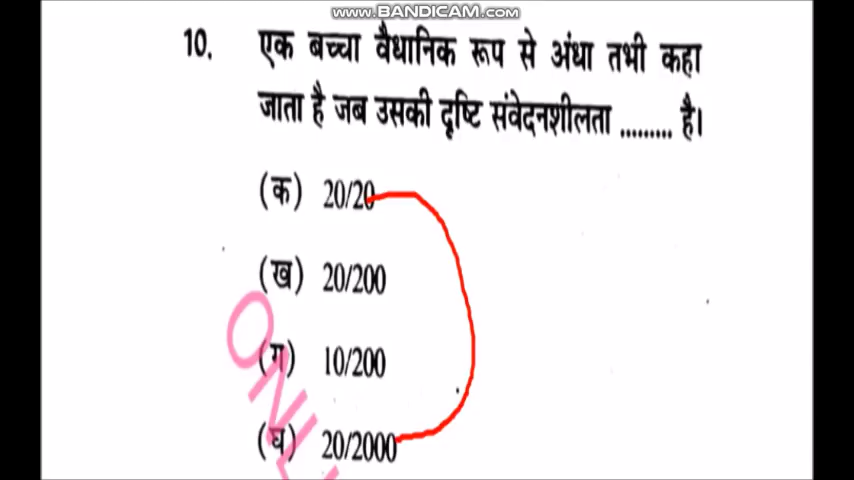 www.BANDICAM.com
10. एक बच्चा वैधानिक रूप से अंधा तभी कहा
जाता है जब उसकी दृष्टि संवेदनशीलता ......... है।
(क) 20/20
(ख) 20/200
(ग) 10/200
(घ) 20/2000